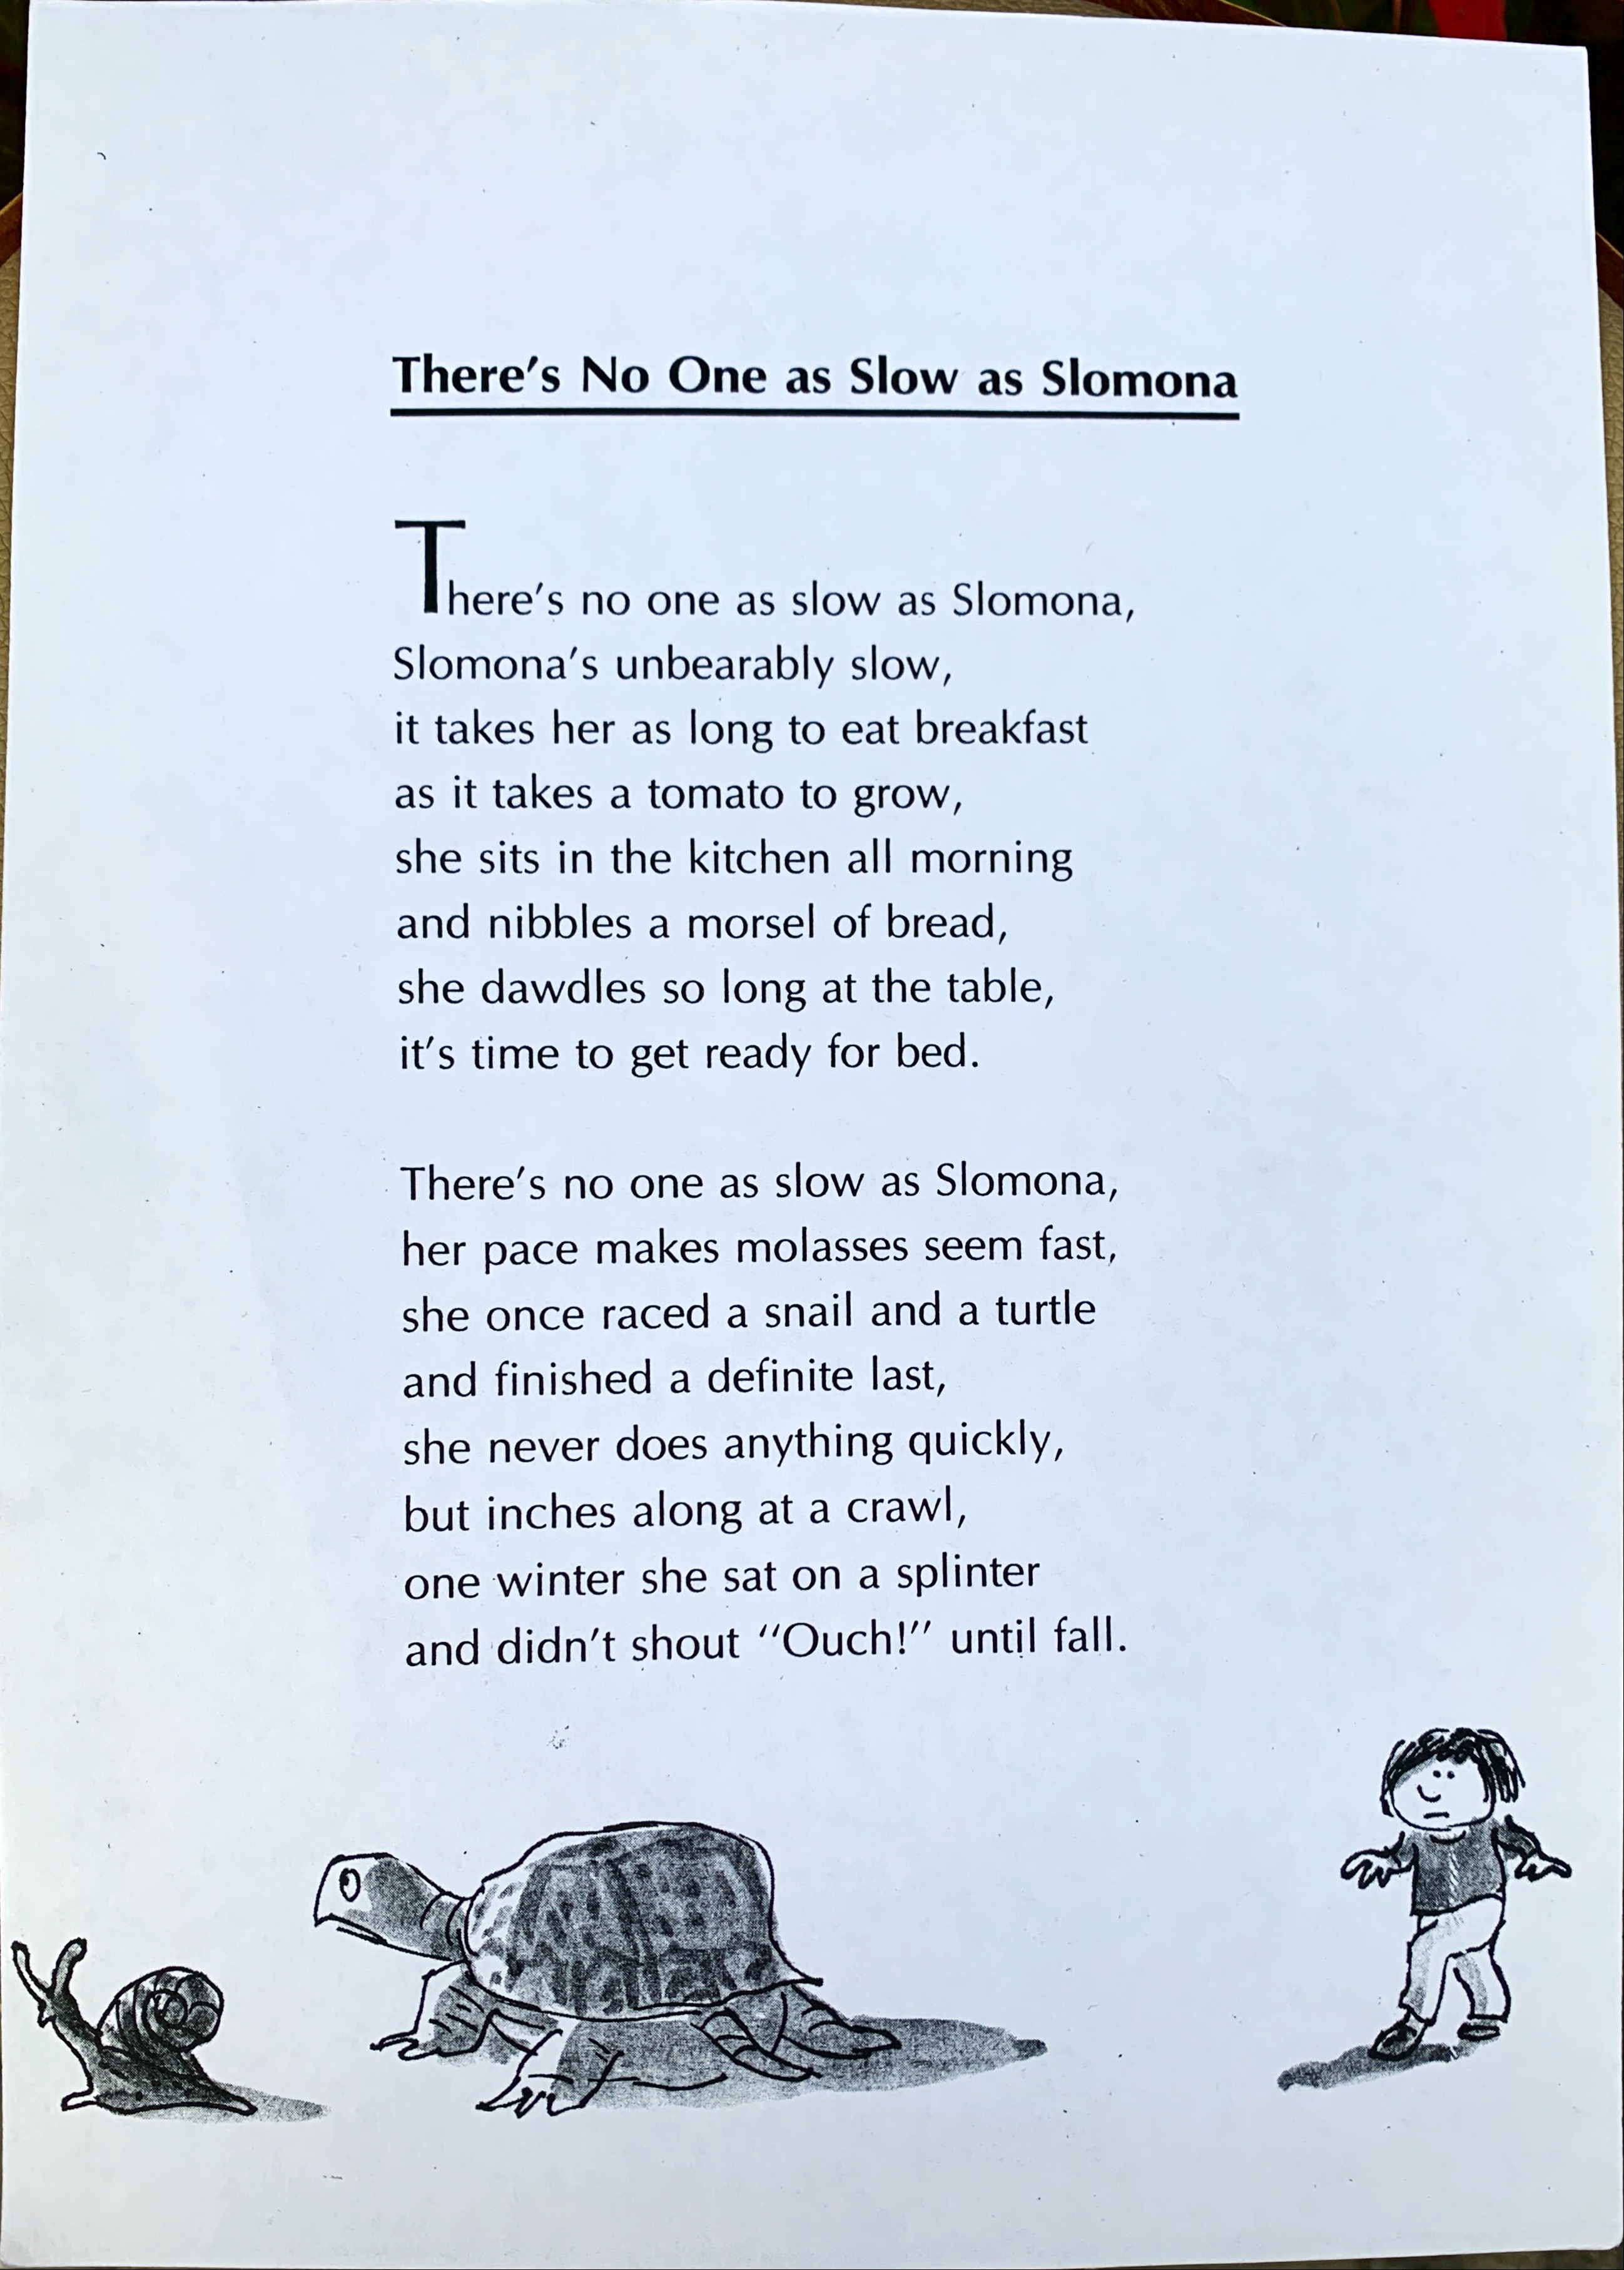 There’s No One as Slow as Slomona
There’s no one as slow as Slomona,
Slomona’s unbearably slow,
it takes her as long to eat breakfast
as it takes a tomato to grow,
she sits in the kitchen all morning
and nibbles a morsel of bread,
she dawdles so long at the table,
it’s time to get ready for bed.
There’s no one as slow as Slomona,
her pace makes molasses seem fast,
she once raced a snail and a turtle
and finished a definite last,
she never does anything quickly,
but inches along at a crawl,
one winter she sat on a splinter
and didn’t shout “Ouch!” until fall.